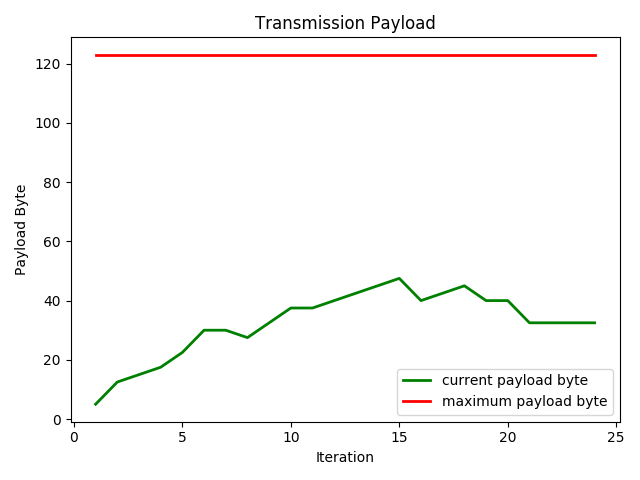 Transmission Payload
Payload Byte
120
100
80
60
40
20
0
0
5
10
15
20
25
Iteration
current payload byte
maximum payload byte